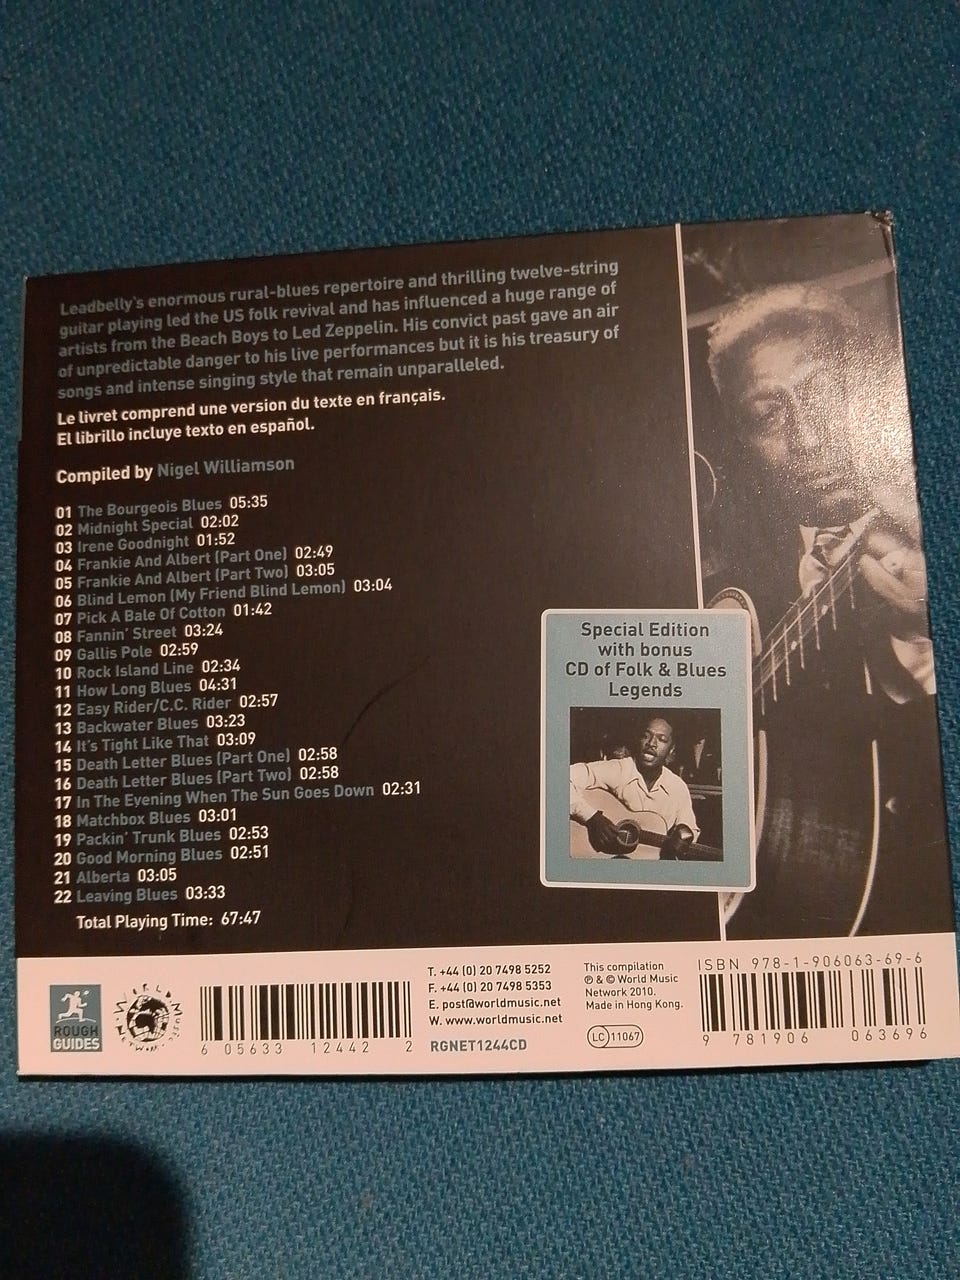 Leadbelly's enormous rural-blues repertoire and thrilling twelve-string
guitar playing led the US folk revival and has influenced a huge range of
artists from the Beach Boys to Led Zeppelin. His convict past gave an air
of unpredictable danger to his live performances but it is his treasury of
songs and intense singing style that remain unparalleled.
Le livret comprend une version du texte en français.
El librillo incluye texto en español.
Compiled by Nigel Williamson
01 The Bourgeois Blues 05:35
02 Midnight Special 02:02
03 Irene Goodnight 01:52
04 Frankie And Albert (Part One) 02:49
05 Frankie And Albert (Part Two) 03:05
06 Blind Lemon (My Friend Blind Lemon) 03:04
07 Pick A Bale Of Cotton 01:42
08 Fannin' Street 03:24
09 Gallis Pole 02:59
10 Rock Island Line 02:34
11 How Long Blues 04:31
12 Easy Rider/C.C. Rider 02:57
13 Backwater Blues 03:23
14 It's Tight Like That 03:09
15 Death Letter Blues (Part One) 02:58
16 Death Letter Blues (Part Two) 02:58
17 In The Evening When The Sun Goes Down 02:31
18 Matchbox Blues 03:01
19 Packin' Trunk Blues 02:53
20 Good Morning Blues 02:51
21 Alberta 03:05
22 Leaving Blues 03:33
Total Playing Time: 67:47
Special Edition
with bonus
CD of Folk & Blues
Legends
ROUGH
GUIDES
WORLD MUSIC NETWORK
6 05633 12442 2
T. +44 (0) 20 7498 5252
F. +44 (0) 20 7498 5353
E. post@worldmusic.net
W. www.worldmusic.net
RGNET1244CD
This compilation
℗ & © World Music
Network 2010.
Made in Hong Kong.
LC 11067
ISBN 978-1-906063-69-6
9 781906 063696